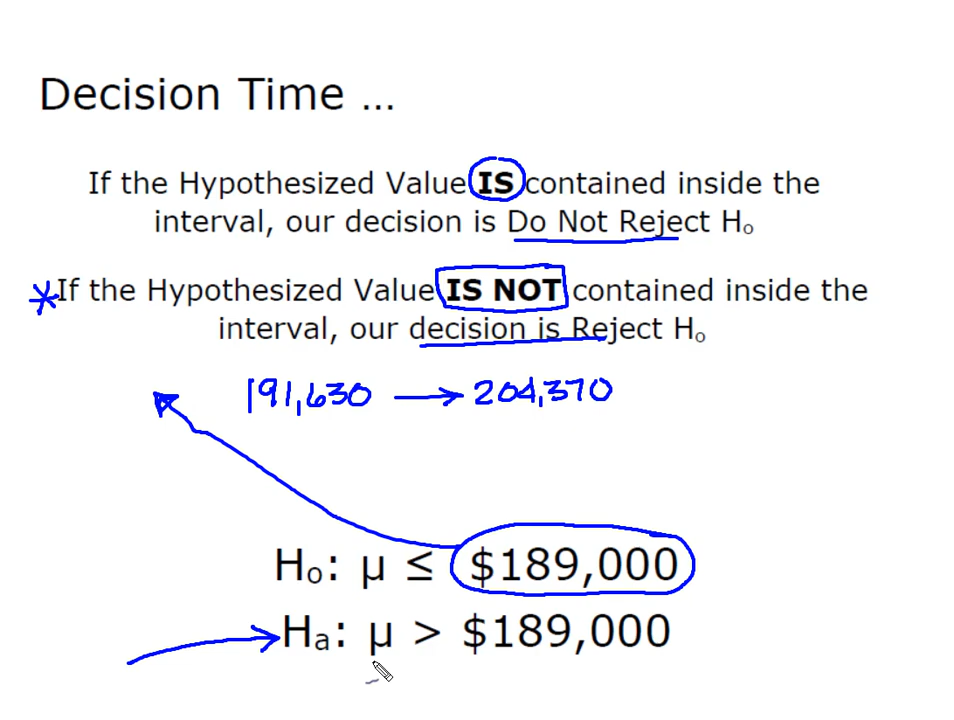 Decision Time ...
If the Hypothesized Value IS contained inside the
interval, our decision is Do Not Reject Ho
*If the Hypothesized Value IS NOT contained inside the
interval, our decision is Reject Ho
191,630 → 204,370
Ho: μ ≤ $189,000
Ha: μ > $189,000